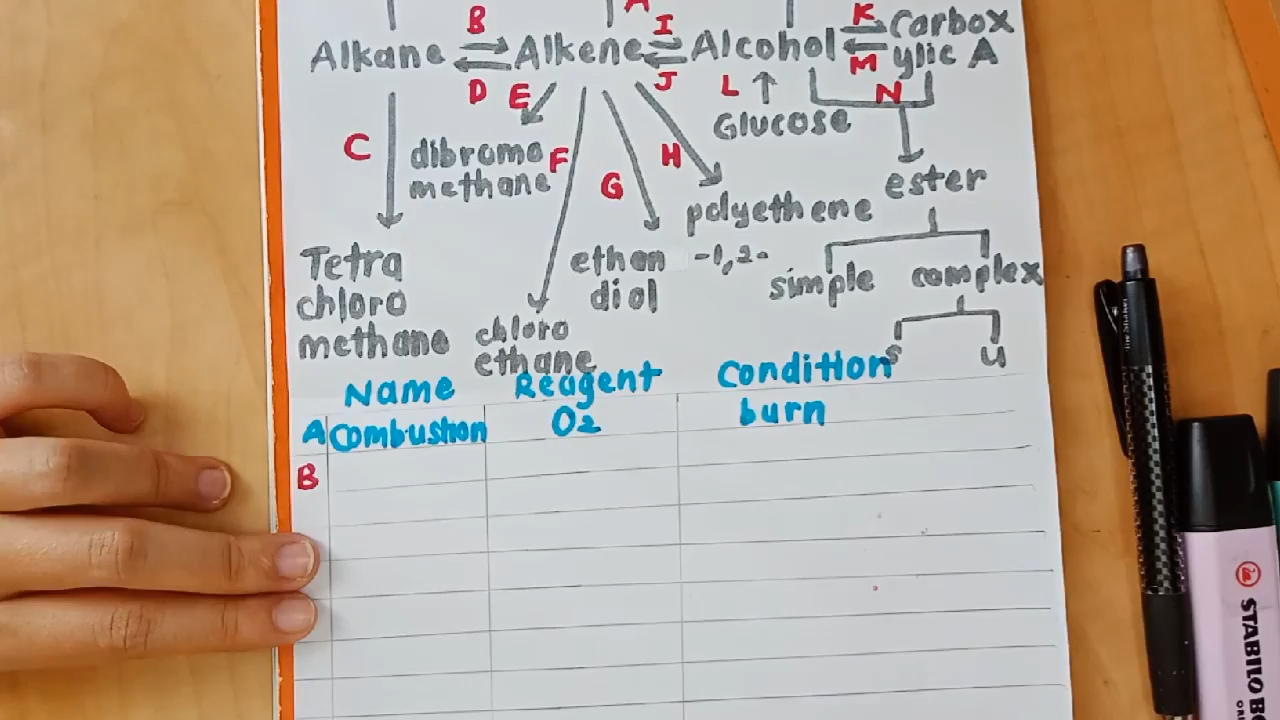 A
B
I
K
Alkane
Alkene
Alcohol
Carbox
ylic A
D
E
J
L
M
N
Glucose
C
dibromo
methane
F
G
H
ester
polyethene
Tetra
chloro
methane
ethan -1,2-
diol
simple
complex
chloro
ethane
s
u
Name Reagent Condition
A Combustion O2 burn
B
STABILO BO